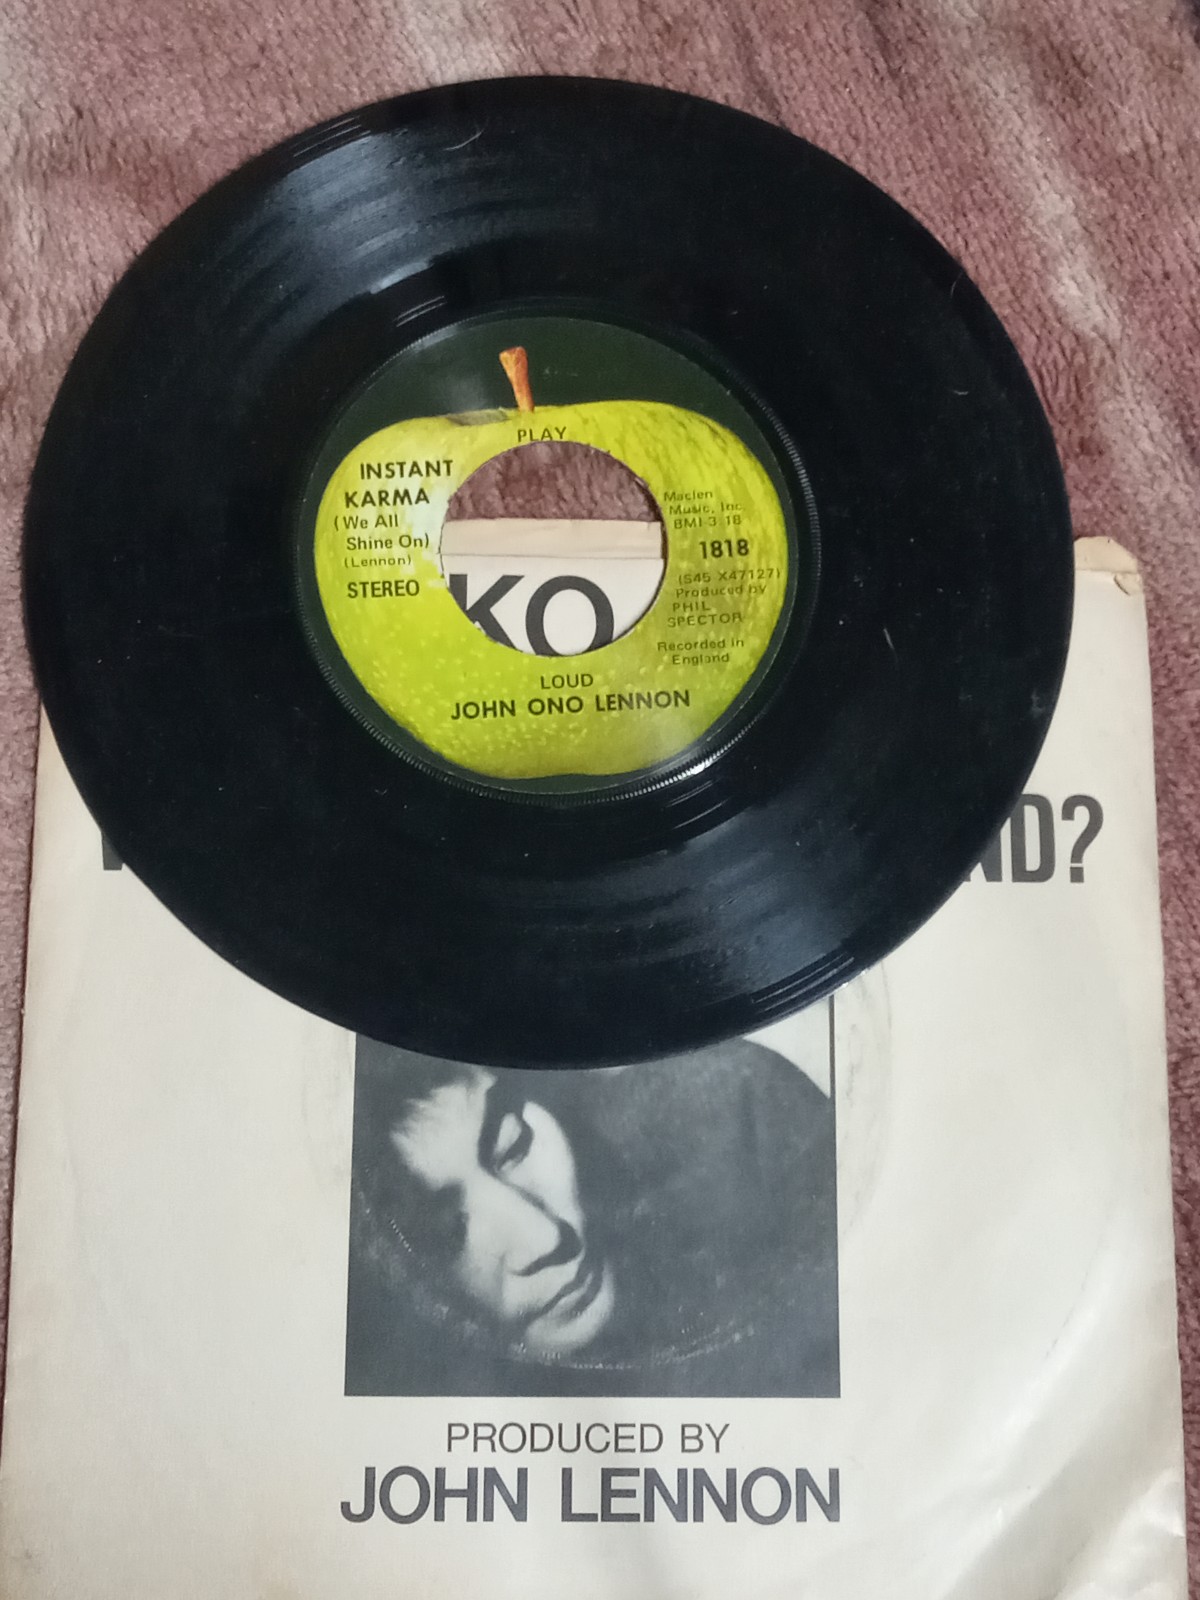 PLAY
INSTANT
KARMA
(We All
Shine On)
(Lennon)
STEREO
Maclen
Music, Inc.
BMI-3:18
1818
(S45 X47127)
Produced by
PHIL
SPECTOR
Recorded in
England
LOUD
JOHN ONO LENNON
KO
ND?
PRODUCED BY
JOHN LENNON